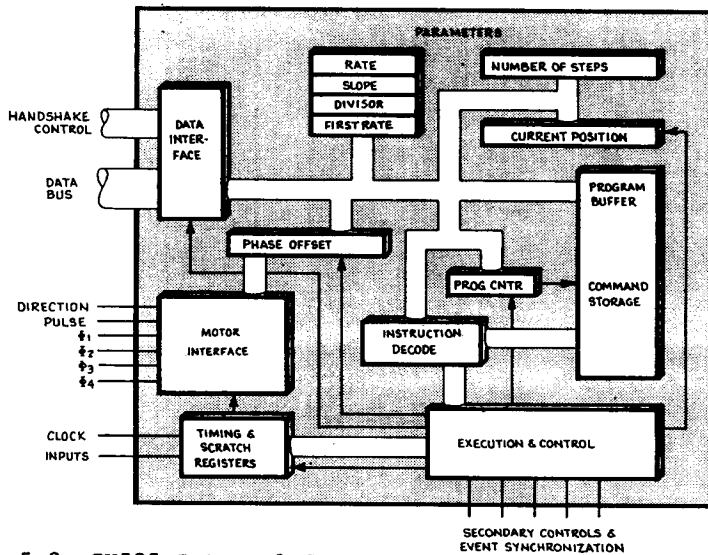 PARAMETERS
RATE
SLOPE
DIVISOR
FIRST RATE
NUMBER OF STEPS
CURRENT POSITION
HANDSHAKE
CONTROL
DATA
INTER-
FACE
DATA
BUS
PROGRAM
BUFFER
COMMAND
STORAGE
PHASE OFFSET
PROG CNTR
DIRECTION
PULSE
Φ1
Φ2
Φ3
Φ4
MOTOR
INTERFACE
INSTRUCTION
DECODE
CLOCK
INPUTS
TIMING &
SCRATCH
REGISTERS
EXECUTION & CONTROL
SECONDARY CONTROLS &
EVENT SYNCHRONIZATION